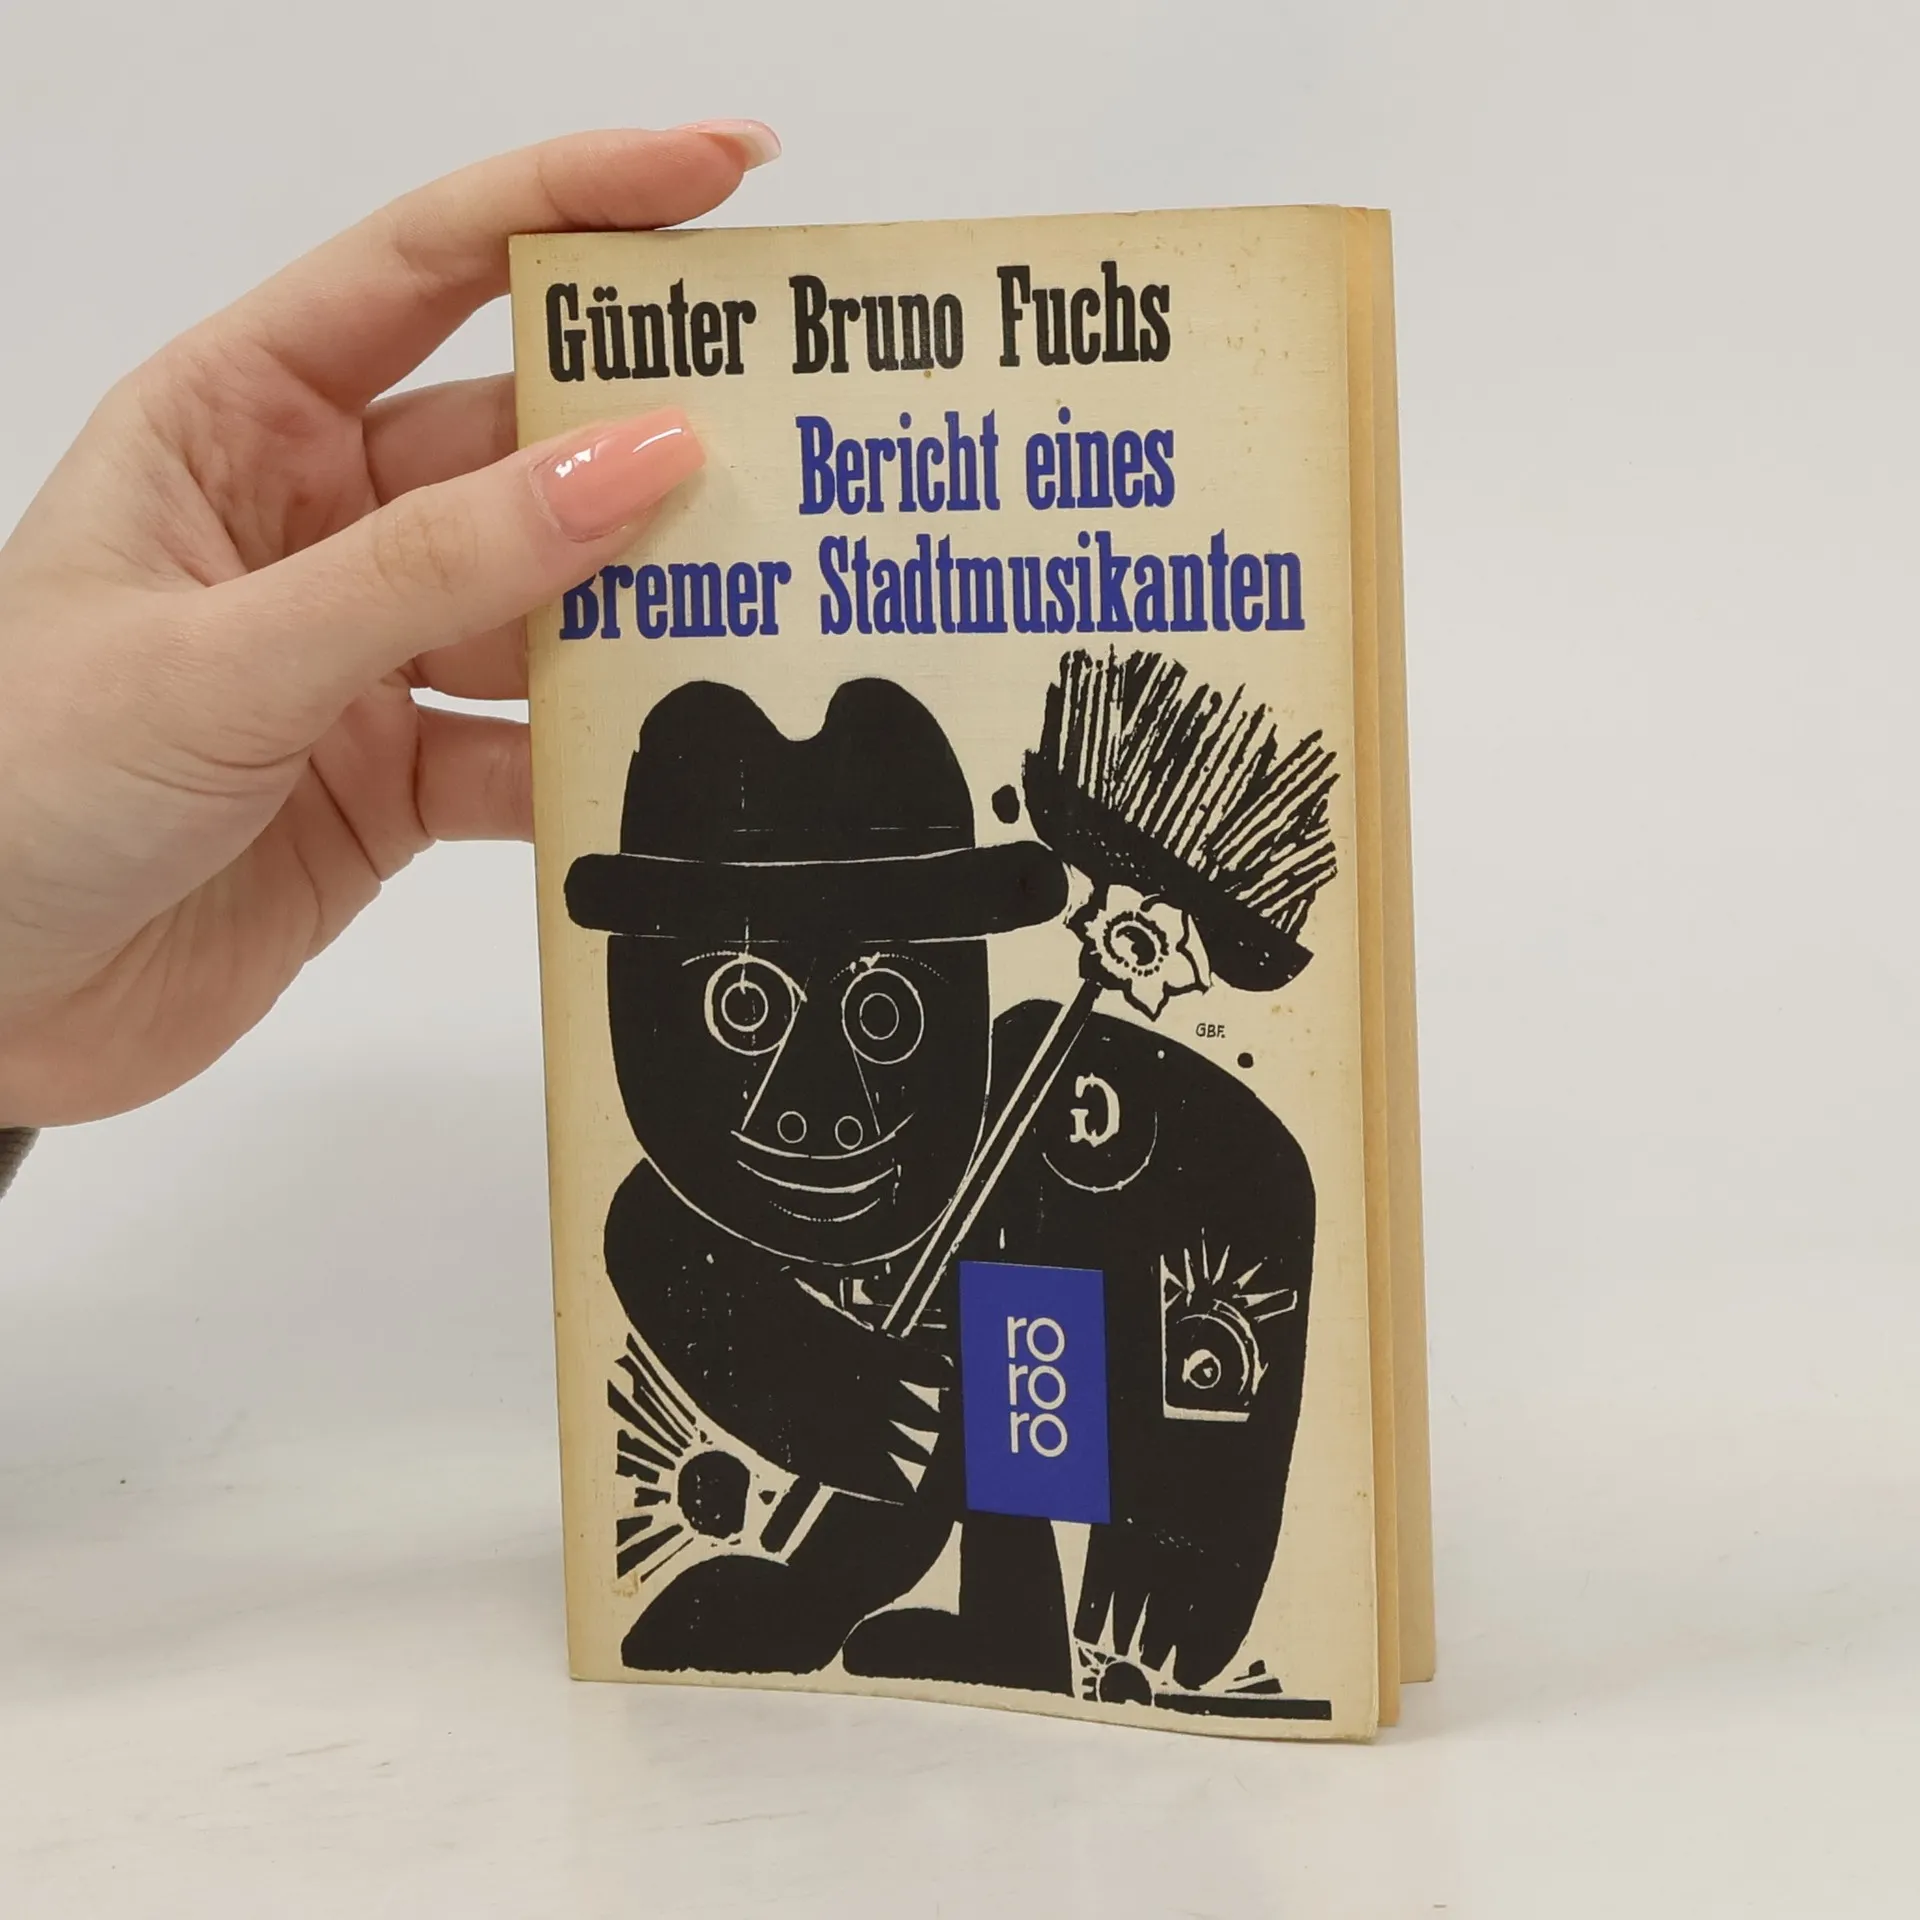 Günter Bruno Fuchs
Bericht eines
Bremer Stadtmusikanten
GBF.
G
ro
ro
ro